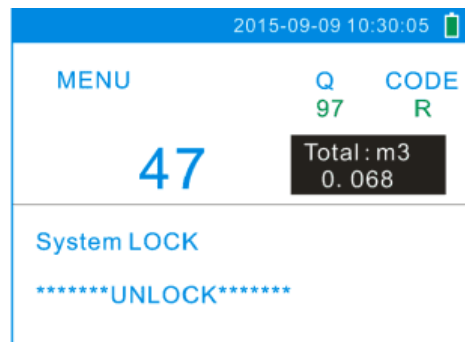 2015-09-09 10:30:05
MENU Q CODE
97 R
47 Total : m3
0. 068
System LOCK
*******UNLOCK*******